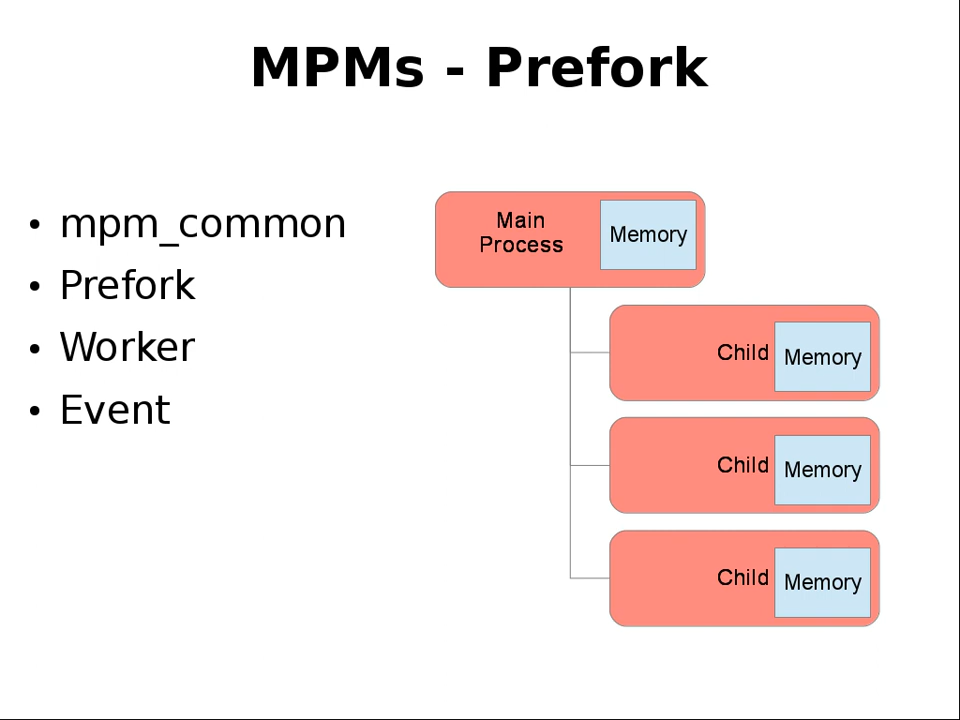 MPMs - Prefork
• mpm_common
• Prefork
• Worker
• Event
Main
Process
Memory
Child
Memory
Child
Memory
Child
Memory